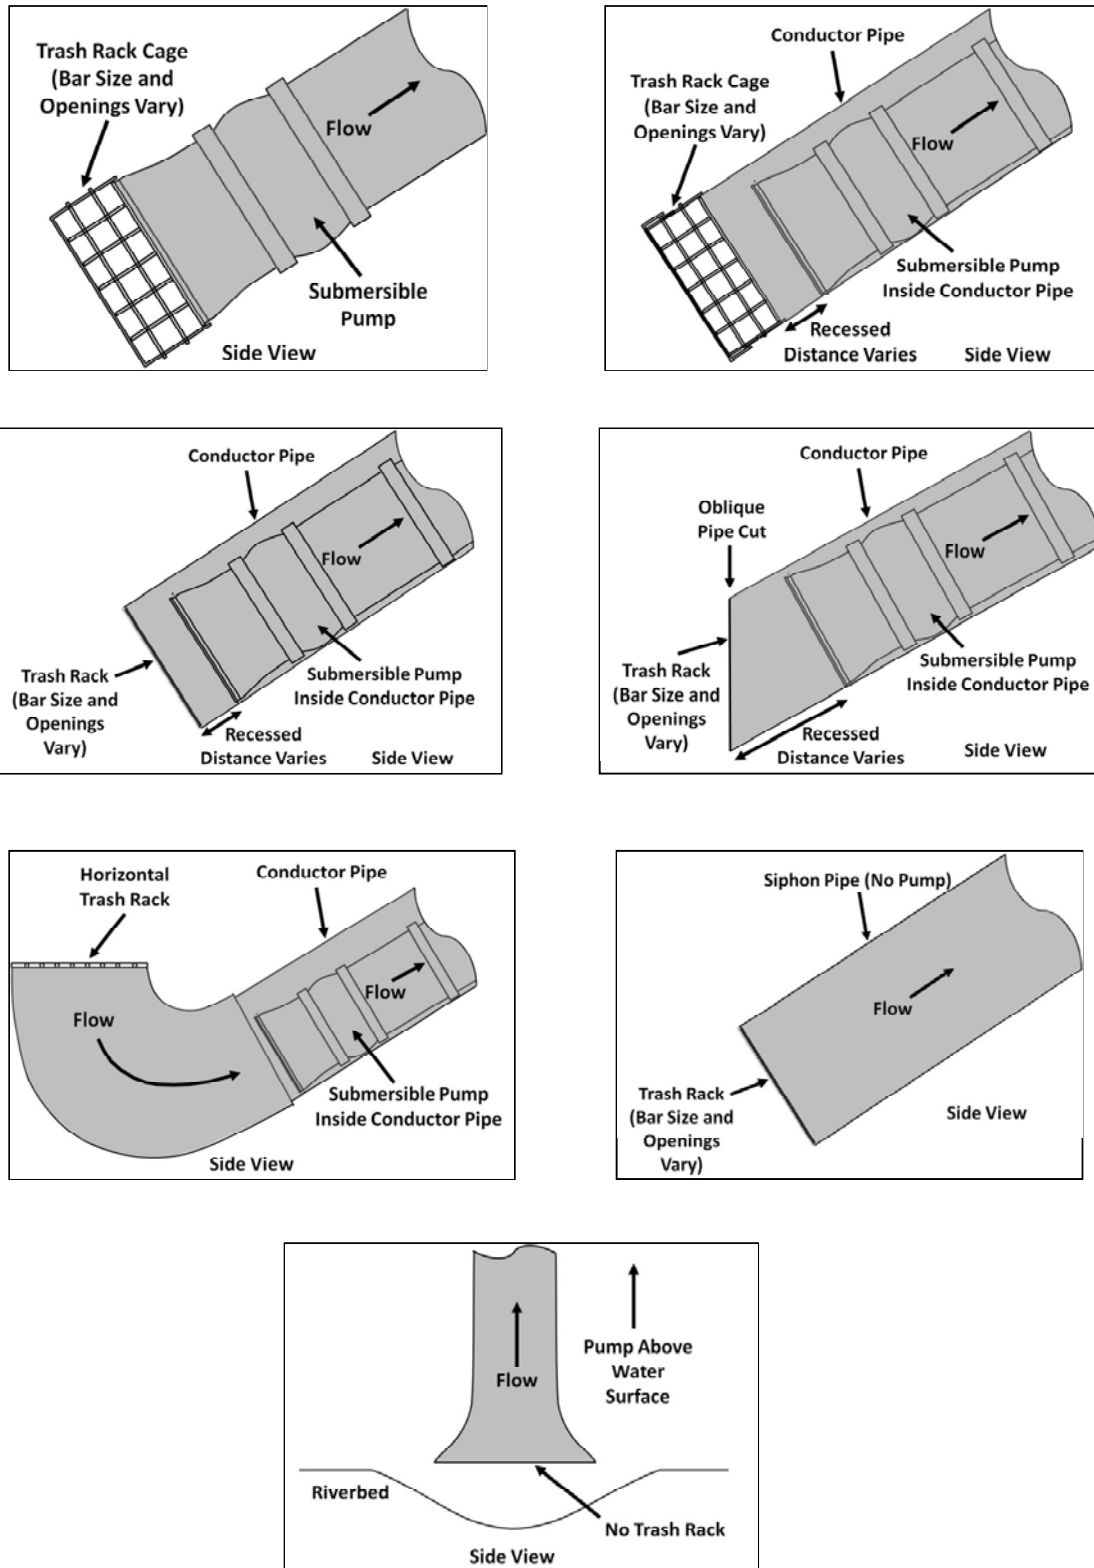 Trash Rack Cage
(Bar Size and
Openings Vary)
Flow
Submersible
Pump
Side View
Conductor Pipe
Trash Rack Cage
(Bar Size and
Openings Vary)
Flow
Submersible Pump
Inside Conductor Pipe
Recessed
Distance Varies
Side View
Conductor Pipe
Flow
Trash Rack
(Bar Size and
Openings
Vary)
Submersible Pump
Inside Conductor Pipe
Recessed
Distance Varies
Side View
Conductor Pipe
Oblique
Pipe Cut
Flow
Trash Rack
(Bar Size and
Openings
Vary)
Submersible Pump
Inside Conductor Pipe
Recessed
Distance Varies
Side View
Horizontal
Trash Rack
Conductor Pipe
Flow
Flow
Submersible Pump
Inside Conductor Pipe
Side View
Siphon Pipe (No Pump)
Flow
Trash Rack
(Bar Size and
Openings
Vary)
Side View
Pump Above
Water
Surface
Flow
Riverbed
No Trash Rack
Side View